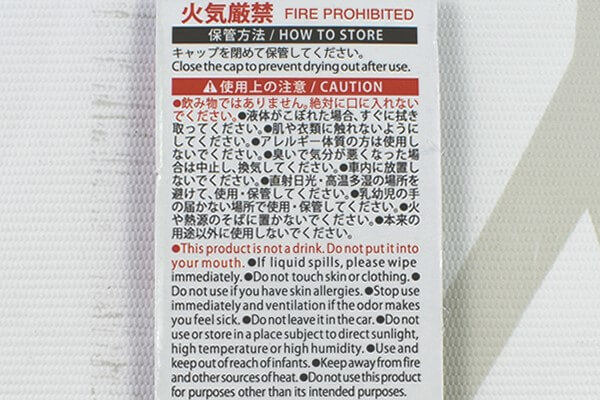 火気厳禁 FIRE PROHIBITED
保管方法 / HOW TO STORE
キャップを閉めて保管してください。
Close the cap to prevent drying out after use.
⚠使用上の注意 / CAUTION
●飲み物ではありません。絶対に口に入れない
でください。●液体がこぼれた場合、すぐに拭き
取ってください。●肌や衣類に触れないように
してください。●アレルギー体質の方は使用し
ないでください。●臭いで気分が悪くなった場
合は中止し、換気してください。●車内に放置し
ないでください。●直射日光・高温多湿の場所を
避けて、使用・保管してください。●乳幼児の手
の届かない場所で使用・保管してください。●火
や熱源のそばに置かないでください。●本来の
用途以外に使用しないでください。
●This product is not a drink. Do not put it into
your mouth. ●If liquid spills, please wipe
immediately. ●Do not touch skin or clothing. ●
Do not use if you have skin allergies. ●Stop use
immediately and ventilation if the odor makes
you feel sick. ●Do not leave it in the car. ●Do not
use or store in a place subject to direct sunlight,
high temperature or high humidity. ●Use and
keep out of reach of infants. ●Keep away from fire
and other sources of heat. ●Do not use this product
for purposes other than its intended purposes.